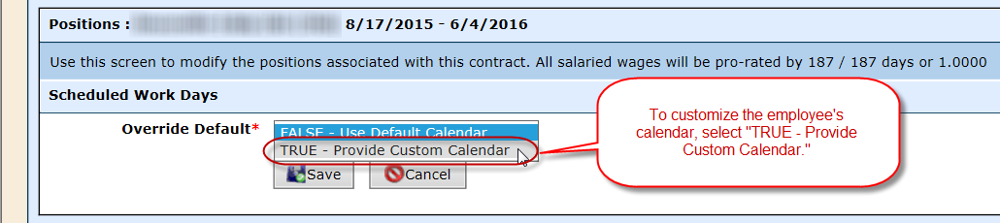 Positions : 8/17/2015 - 6/4/2016
Use this screen to modify the positions associated with this contract. All salaried wages will be pro-rated by 187 / 187 days or 1.0000
Scheduled Work Days
Override Default*
FALSE - Use Default Calendar
TRUE - Provide Custom Calendar
Save Cancel
To customize the employee's
calendar, select "TRUE - Provide
Custom Calendar."